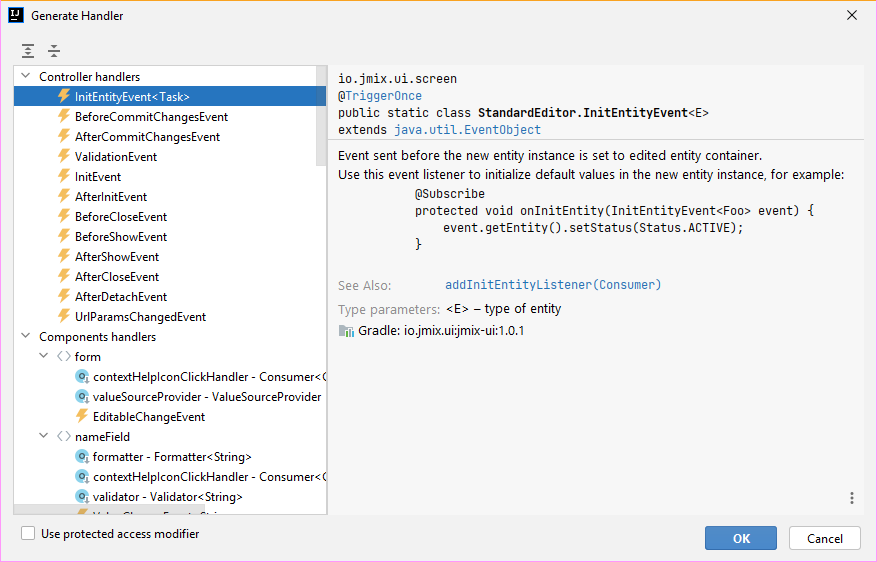 Generate Handler
Controller handlers
InitEntityEvent<Task>
BeforeCommitChangesEvent
AfterCommitChangesEvent
ValidationEvent
InitEvent
AfterInitEvent
BeforeCloseEvent
BeforeShowEvent
AfterShowEvent
AfterCloseEvent
AfterDetachEvent
UrlParamsChangedEvent
Components handlers
form
contextHelpIconClickHandler - Consumer<C
valueSourceProvider - ValueSourceProvider
EditableChangeEvent
nameField
formatter - Formatter<String>
contextHelpIconClickHandler - Consumer<C
validator - Validator<String>
io.jmix.ui.screen
@TriggerOnce
public static class StandardEditor.InitEntityEvent<E>
extends java.util.EventObject
Event sent before the new entity instance is set to edited entity container.
Use this event listener to initialize default values in the new entity instance, for example:
@Subscribe
protected void onInitEntity(InitEntityEvent<Foo> event) {
event.getEntity().setStatus(Status.ACTIVE);
}
See Also: addInitEntityListener(Consumer)
Type parameters: <E> – type of entity
Gradle: io.jmix.ui:jmix-ui:1.0.1
Use protected access modifier
OK
Cancel